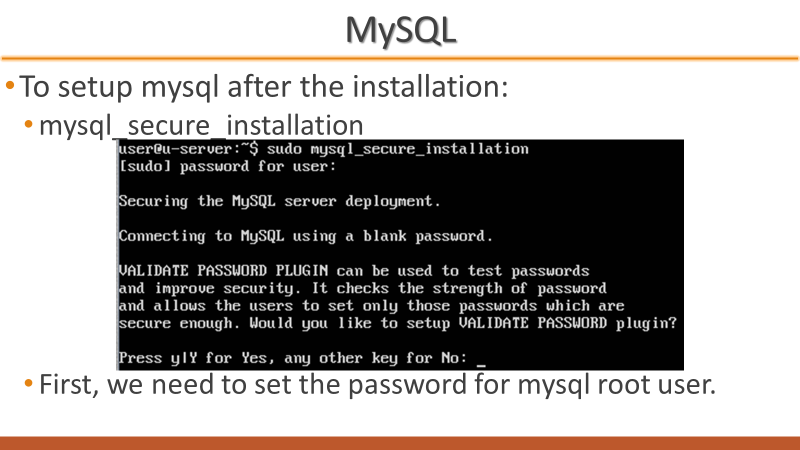 MySQL
•To setup mysql after the installation:
•mysql_secure_installation
user@u-server:~$ sudo mysql_secure_installation
[sudo] password for user:
Securing the MySQL server deployment.
Connecting to MySQL using a blank password.
VALIDATE PASSWORD PLUGIN can be used to test passwords
and improve security. It checks the strength of password
and allows the users to set only those passwords which are
secure enough. Would you like to setup VALIDATE PASSWORD plugin?
Press y|Y for Yes, any other key for No: _
•First, we need to set the password for mysql root user.